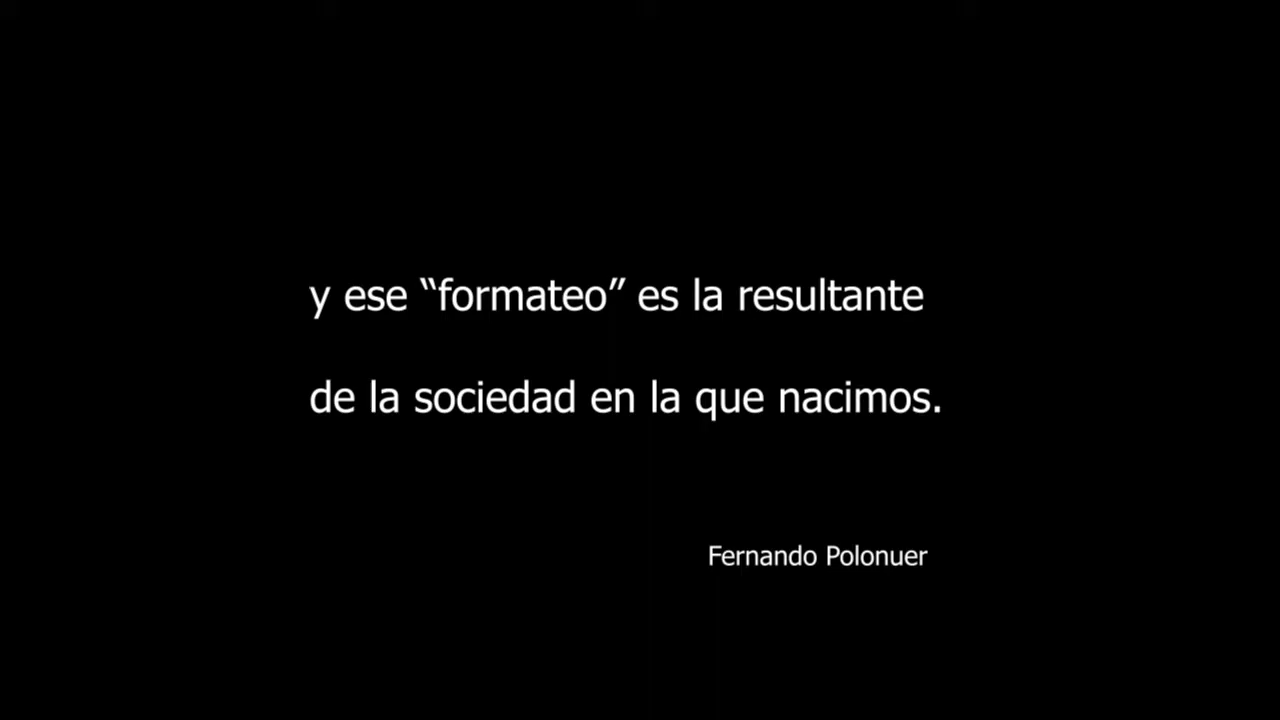 y ese “formateo” es la resultante
de la sociedad en la que nacimos.
Fernando Polonuer